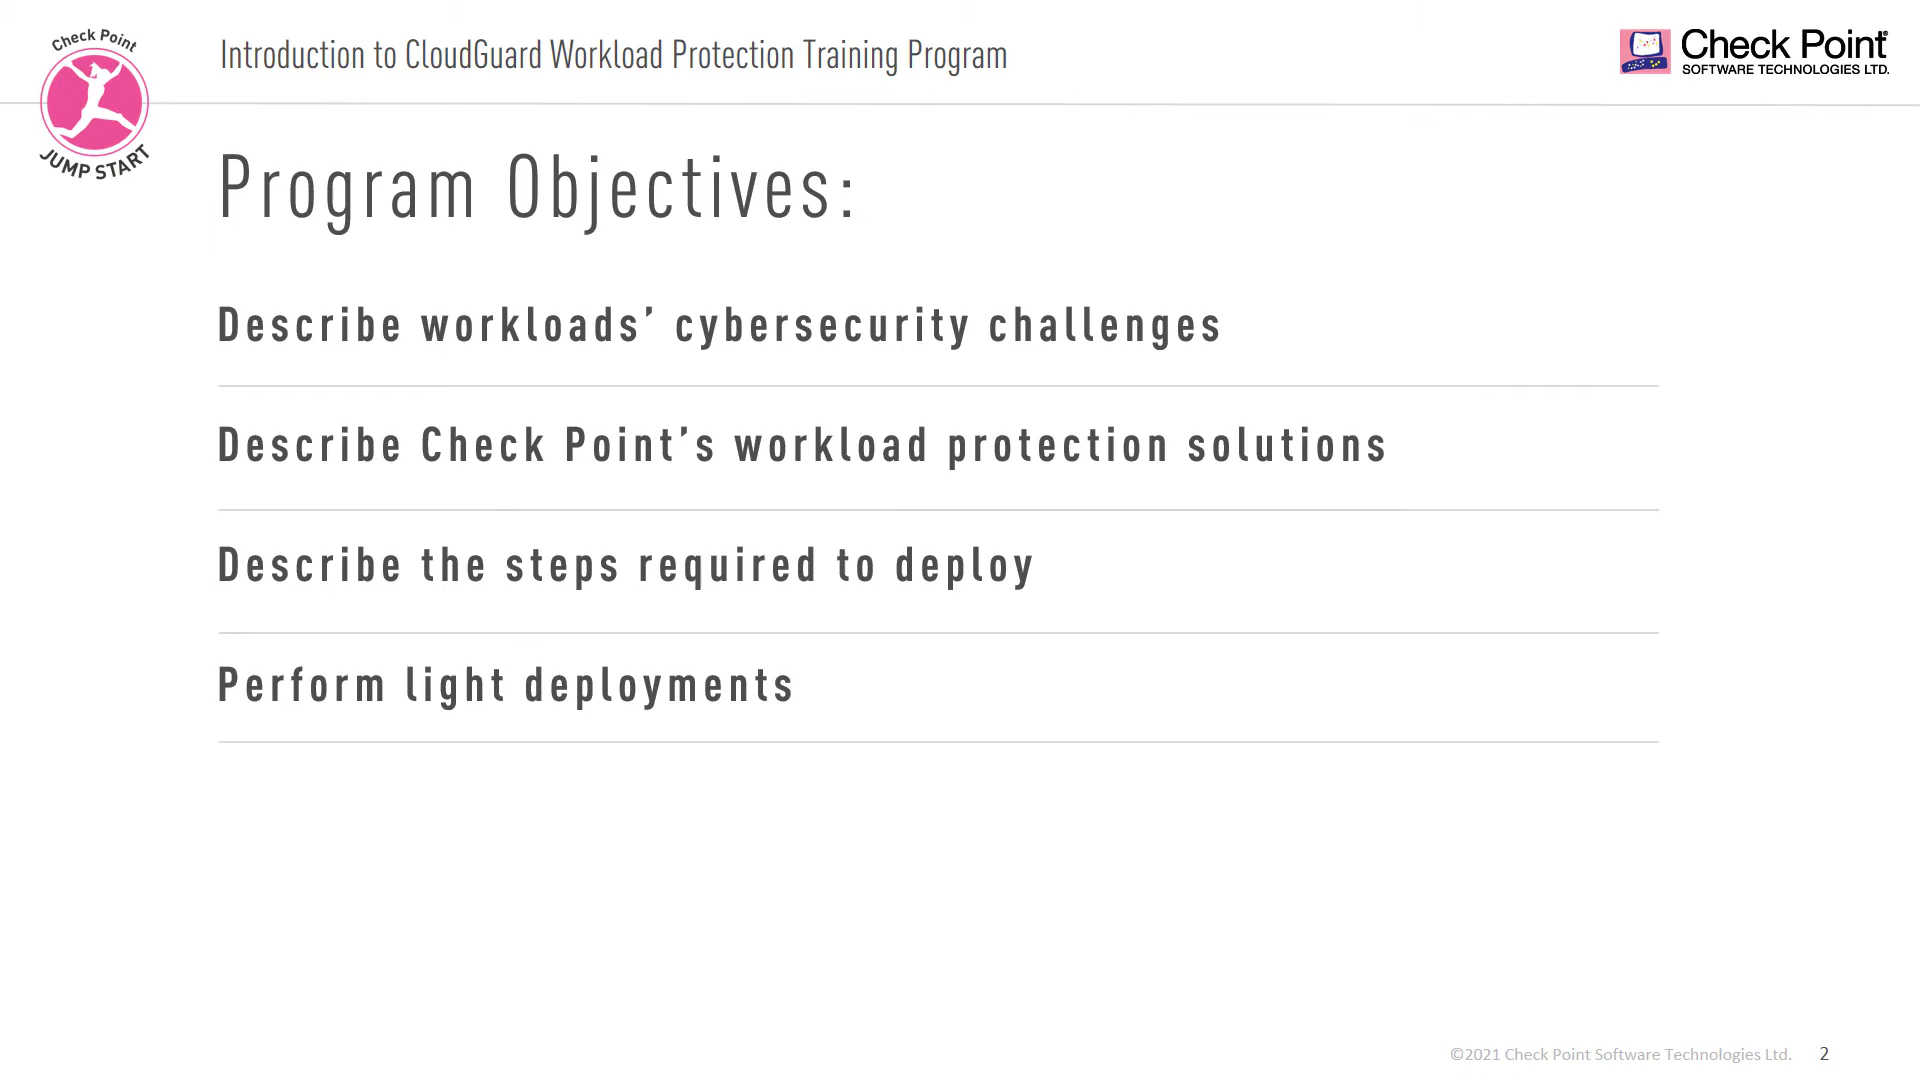 Check Point
JUMP START
Introduction to CloudGuard Workload Protection Training Program
Check Point®
SOFTWARE TECHNOLOGIES LTD.
Program Objectives:
Describe workloads’ cybersecurity challenges
Describe Check Point’s workload protection solutions
Describe the steps required to deploy
Perform light deployments
©2021 Check Point Software Technologies Ltd. 2